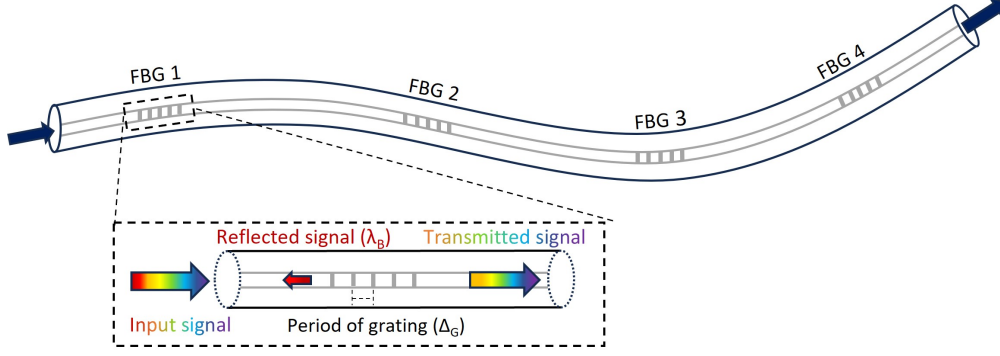 FBG 1
FBG 2
FBG 3
FBG 4
Reflected signal (λB)
Transmitted signal
Input signal
Period of grating (ΔG)